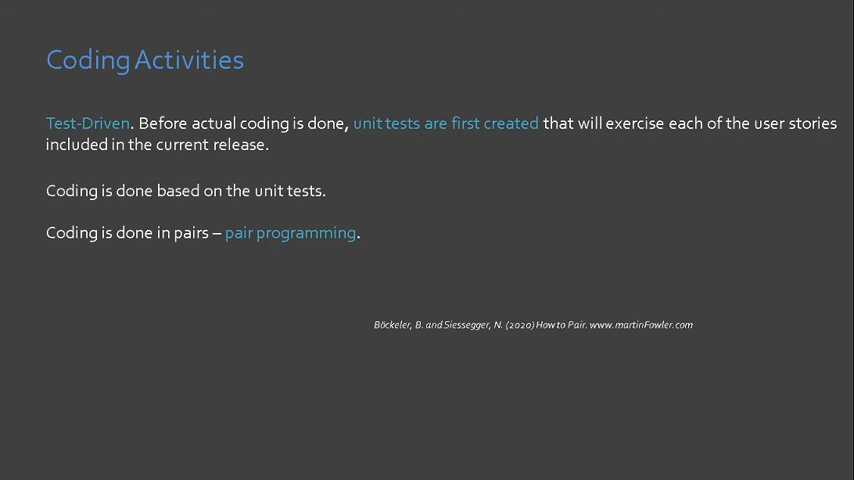 Coding Activities
Test-Driven. Before actual coding is done, unit tests are first created that will exercise each of the user stories
included in the current release.
Coding is done based on the unit tests.
Coding is done in pairs – pair programming.
Böckeler, B. and Siessegger, N. (2020) How to Pair. www.martinFowler.com